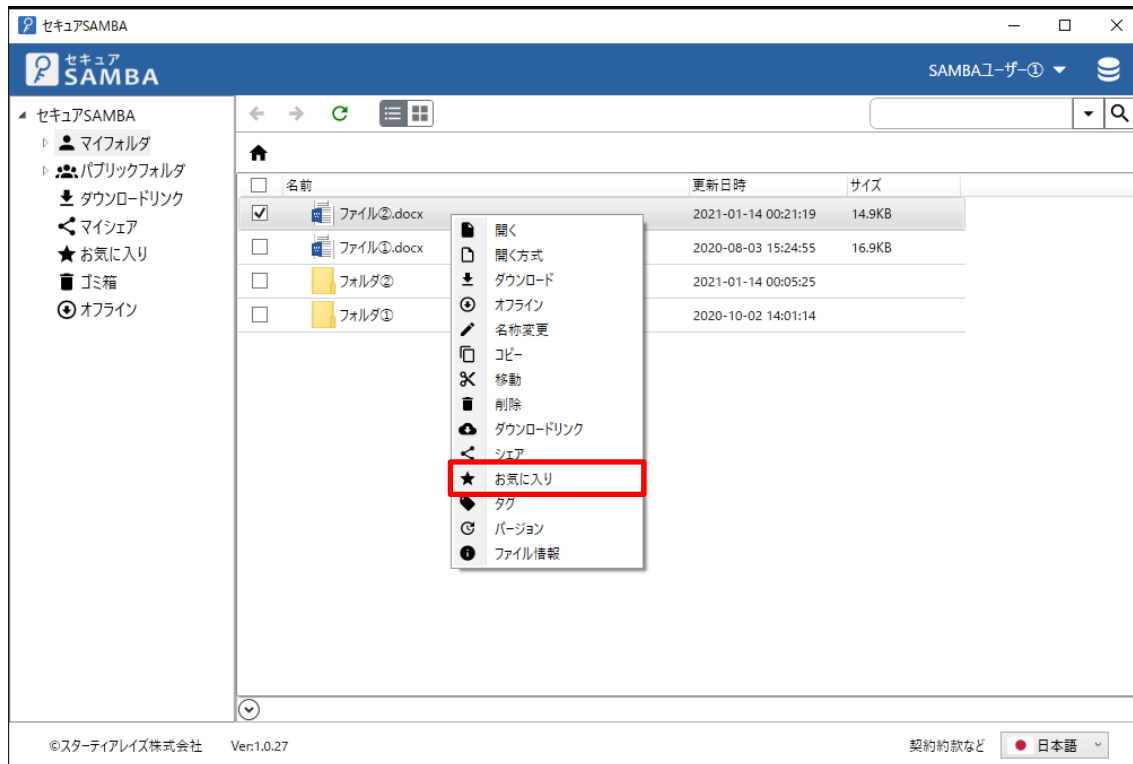 セキュアSAMBA
セキュア
SAMBA
SAMBAユーザー①
セキュアSAMBA
マイフォルダ
パブリックフォルダ
ダウンロードリンク
マイシェア
お気に入り
ゴミ箱
オフライン
名前 更新日時 サイズ
ファイル②.docx 2021-01-14 00:21:19 14.9KB
ファイル①.docx 2020-08-03 15:24:55 16.9KB
フォルダ② 2021-01-14 00:05:25
フォルダ① 2020-10-02 14:01:14
開く
開く方式
ダウンロード
オフライン
名称変更
コピー
移動
削除
ダウンロードリンク
シェア
お気に入り
タグ
バージョン
ファイル情報
©スターティアレイズ株式会社 Ver:1.0.27 契約約款など 日本語